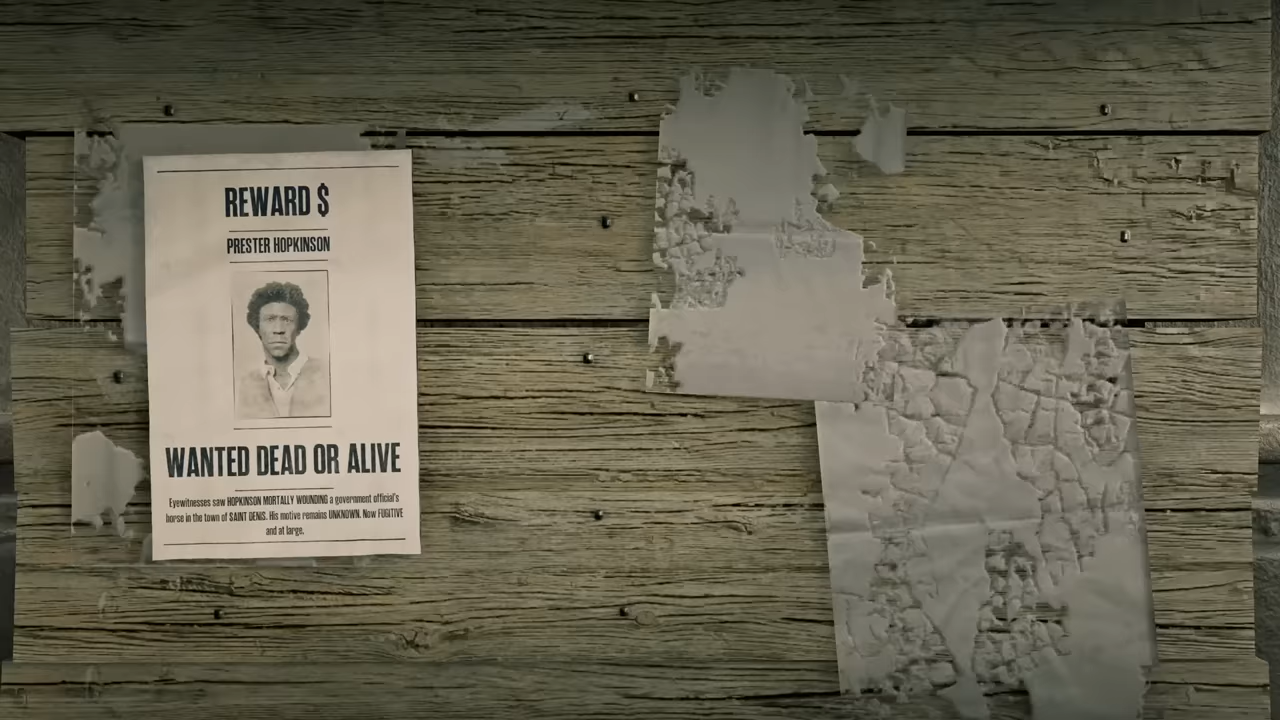 REWARD $
PRESTER HOPKINSON
WANTED DEAD OR ALIVE
Eyewitnesses saw HOPKINSON MORTALLY WOUNDING a government official's
horse in the town of SAINT DENIS. His motive remains UNKNOWN. Now FUGITIVE
and at large.